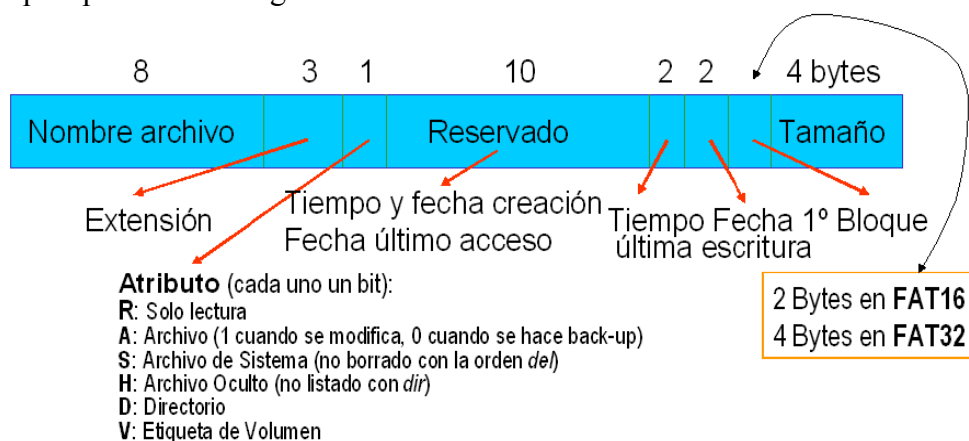 8 3 1 10 2 2 4 bytes
Nombre archivo Reservado Tamaño
Extensión
Tiempo y fecha creación
Fecha último acceso
Tiempo Fecha 1º Bloque
última escritura
Atributo (cada uno un bit):
R: Solo lectura
A: Archivo (1 cuando se modifica, 0 cuando se hace back-up)
S: Archivo de Sistema (no borrado con la orden del)
H: Archivo Oculto (no listado con dir)
D: Directorio
V: Etiqueta de Volumen
2 Bytes en FAT16
4 Bytes en FAT32